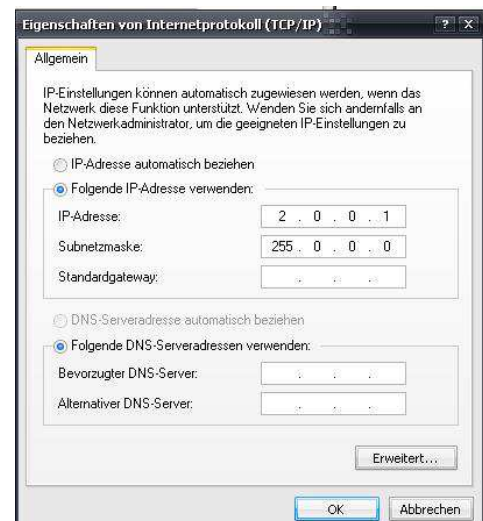 Eigenschaften von Internetprotokoll (TCP/IP)
Allgemein
IP-Einstellungen können automatisch zugewiesen werden, wenn das
Netzwerk diese Funktion unterstützt. Wenden Sie sich andernfalls an
den Netzwerkadministrator, um die geeigneten IP-Einstellungen zu
beziehen.
IP-Adresse automatisch beziehen
Folgende IP-Adresse verwenden:
IP-Adresse: 2 . 0 . 0 . 1
Subnetzmaske: 255 . 0 . 0 . 0
Standardgateway: . . .
DNS-Serveradresse automatisch beziehen
Folgende DNS-Serveradressen verwenden:
Bevorzugter DNS-Server: . . .
Alternativer DNS-Server: . . .
Erweitert...
OK Abbrechen